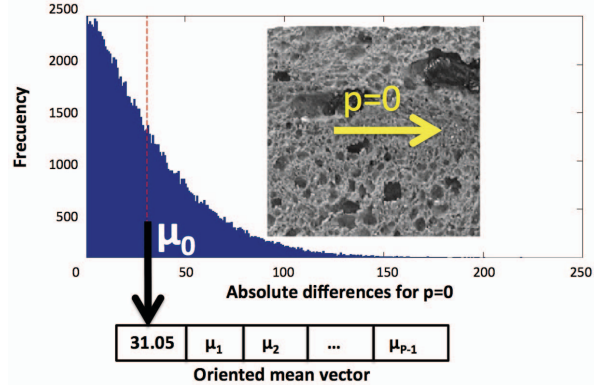 2500
2000
1500
1000
500
Frecuency
p=0
μ0
0 50 100 150 200 250
Absolute differences for p=0
31.05 μ1 μ2 ... μP-1
Oriented mean vector